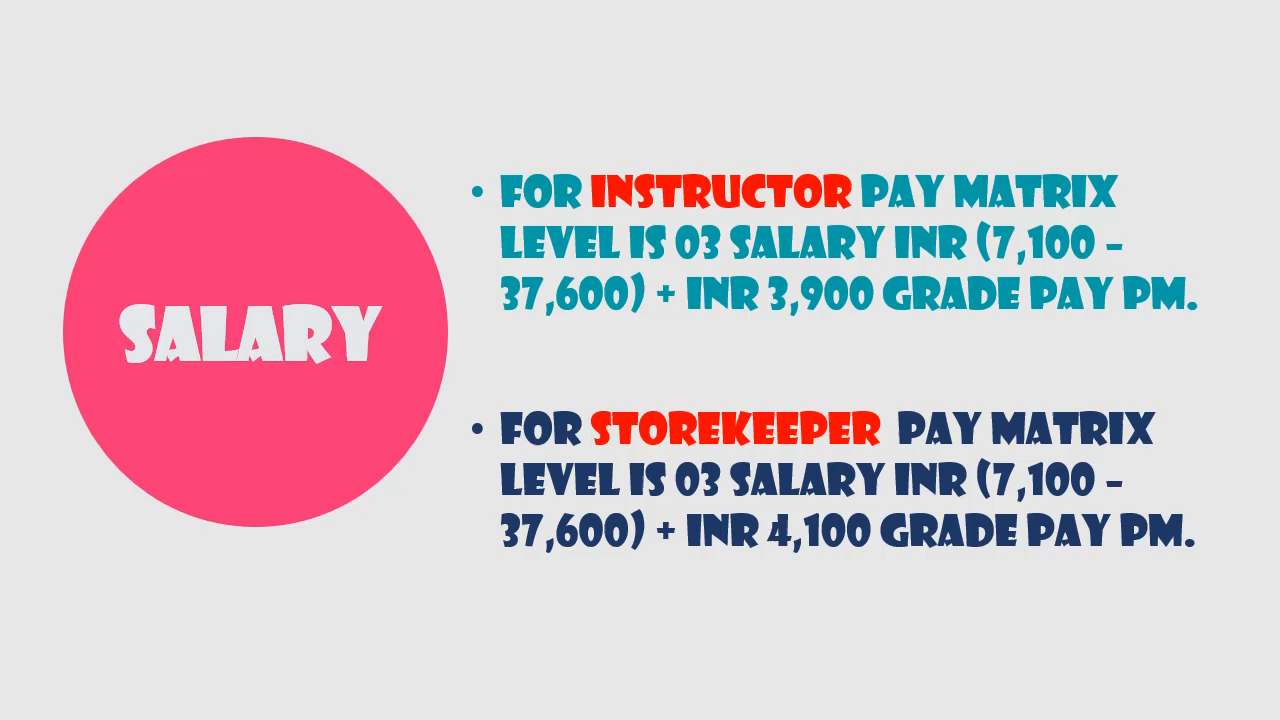 SALARY
• FOR INSTRUCTOR PAY MATRIX
LEVEL IS 03 SALARY INR (7,100 –
37,600) + INR 3,900 GRADE PAY PM.
• FOR STOREKEEPER PAY MATRIX
LEVEL IS 03 SALARY INR (7,100 –
37,600) + INR 4,100 GRADE PAY PM.